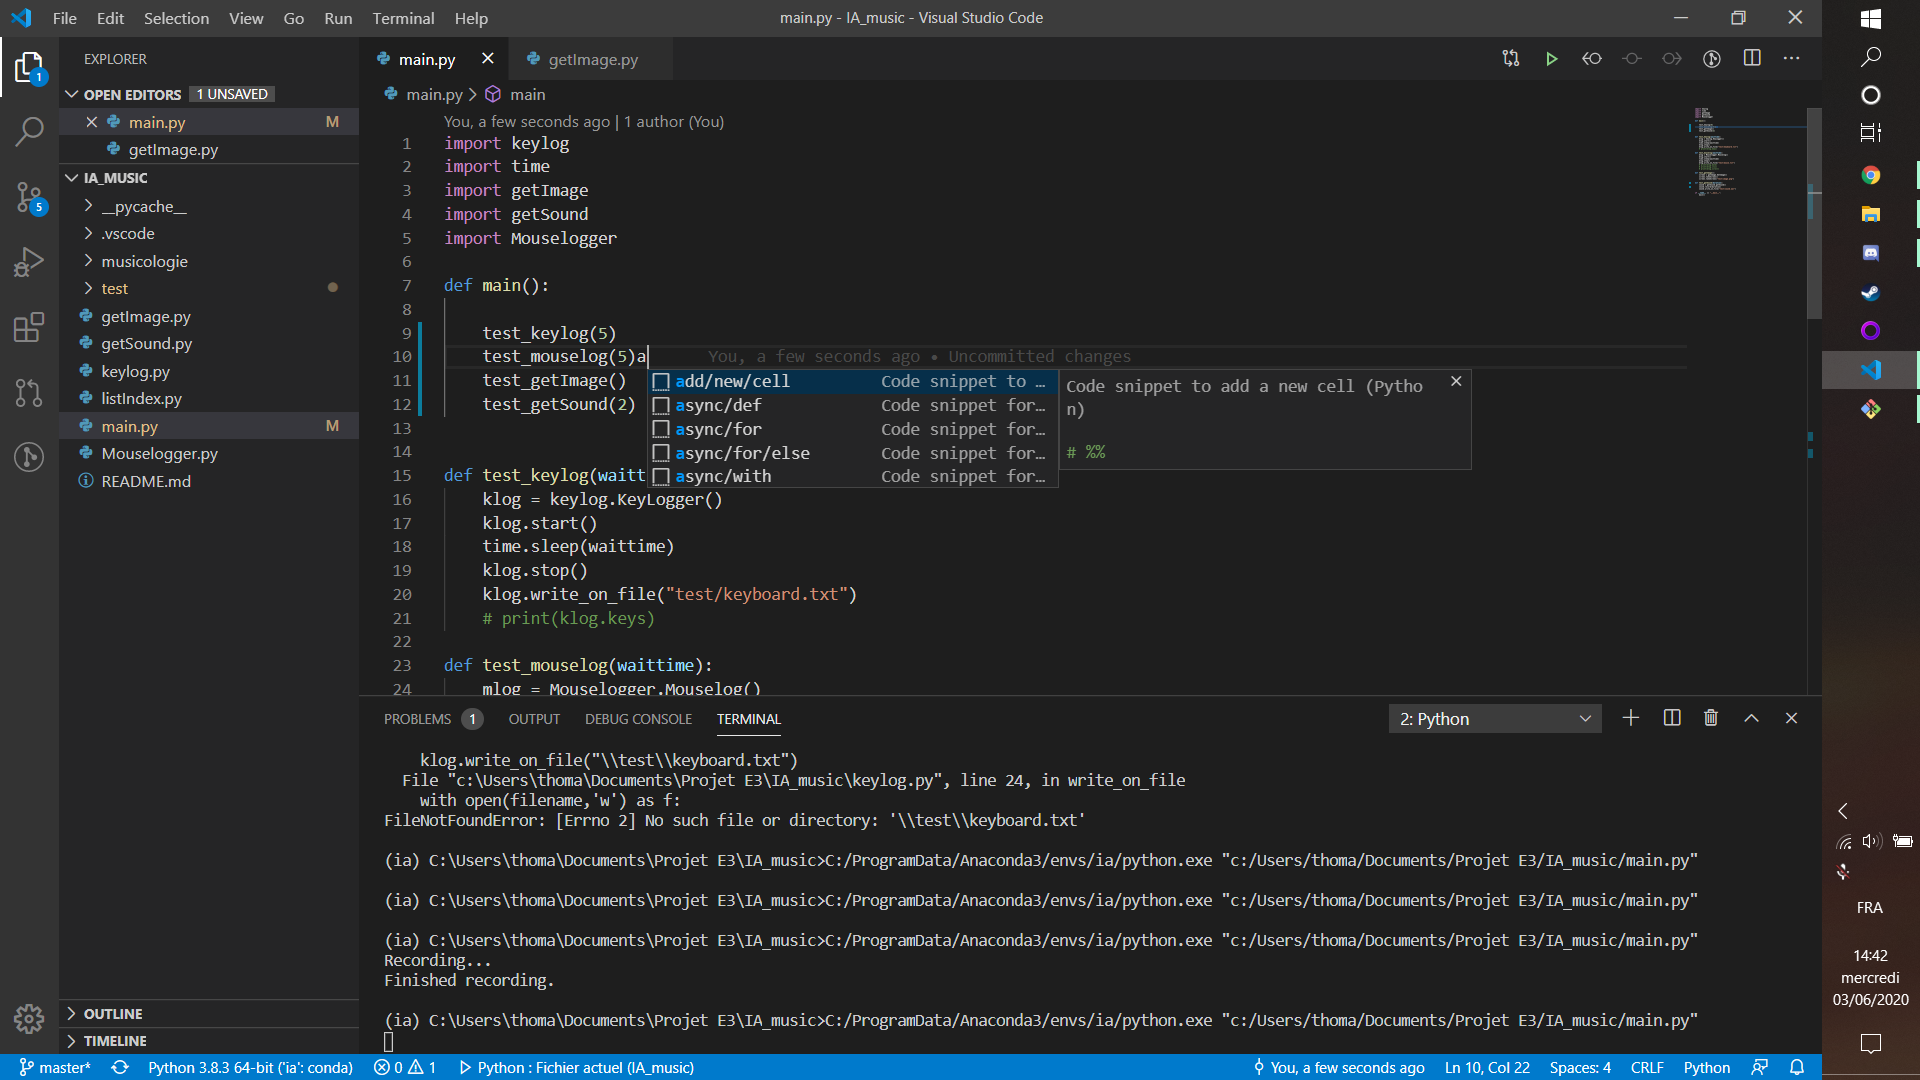 File Edit Selection View Go Run Terminal Help
main.py - IA_music - Visual Studio Code
EXPLORER
OPEN EDITORS 1 UNSAVED
main.py M
getImage.py
IA_MUSIC
__pycache__
.vscode
musicologie
test
getImage.py
getSound.py
keylog.py
listIndex.py
main.py M
Mouselogger.py
README.md
OUTLINE
TIMELINE
1
5
main.py
getImage.py
main.py > main
You, a few seconds ago | 1 author (You)
1 import keylog
2 import time
3 import getImage
4 import getSound
5 import Mouselogger
6
7 def main():
8
9 test_keylog(5)
10 test_mouselog(5)a You, a few seconds ago • Uncommitted changes
11 test_getImage()
12 test_getSound(2)
13
14
15 def test_keylog(waitt
16 klog = keylog.KeyLogger()
17 klog.start()
18 time.sleep(waittime)
19 klog.stop()
20 klog.write_on_file("test/keyboard.txt")
21 # print(klog.keys)
22
23 def test_mouselog(waittime):
24 mlog = Mouselogger.Mouselog()
add/new/cell Code snippet to …
async/def Code snippet for…
async/for Code snippet for…
async/for/else Code snippet for…
async/with Code snippet for…
Code snippet to add a new cell (Pytho
n)
# %%
PROBLEMS 1 OUTPUT DEBUG CONSOLE TERMINAL
2: Python
klog.write_on_file("\\test\\keyboard.txt")
File "c:\Users\thoma\Documents\Projet E3\IA_music\keylog.py", line 24, in write_on_file
with open(filename,'w') as f:
FileNotFoundError: [Errno 2] No such file or directory: '\\test\\keyboard.txt'
(ia) C:\Users\thoma\Documents\Projet E3\IA_music>C:/ProgramData/Anaconda3/envs/ia/python.exe "c:/Users/thoma/Documents/Projet E3/IA_music/main.py"
(ia) C:\Users\thoma\Documents\Projet E3\IA_music>C:/ProgramData/Anaconda3/envs/ia/python.exe "c:/Users/thoma/Documents/Projet E3/IA_music/main.py"
(ia) C:\Users\thoma\Documents\Projet E3\IA_music>C:/ProgramData/Anaconda3/envs/ia/python.exe "c:/Users/thoma/Documents/Projet E3/IA_music/main.py"
Recording...
Finished recording.
(ia) C:\Users\thoma\Documents\Projet E3\IA_music>C:/ProgramData/Anaconda3/envs/ia/python.exe "c:/Users/thoma/Documents/Projet E3/IA_music/main.py"
master* Python 3.8.3 64-bit ('ia': conda) 0 1 Python : Fichier actuel (IA_music)
You, a few seconds ago Ln 10, Col 22 Spaces: 4 CRLF Python
FRA
14:42
mercredi
03/06/2020